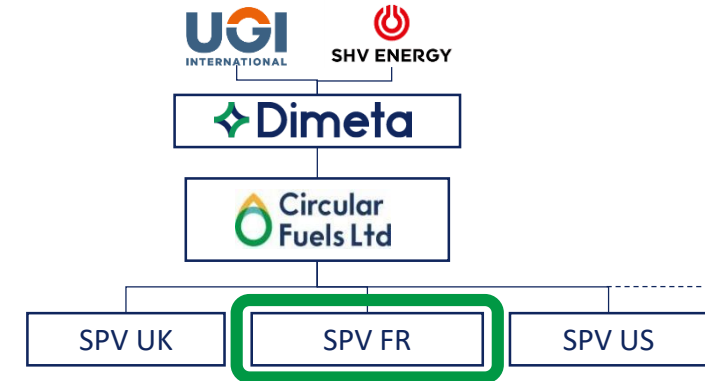 UGI
INTERNATIONAL
SHV ENERGY
Dimeta
Circular
Fuels Ltd
SPV UK
SPV FR
SPV US